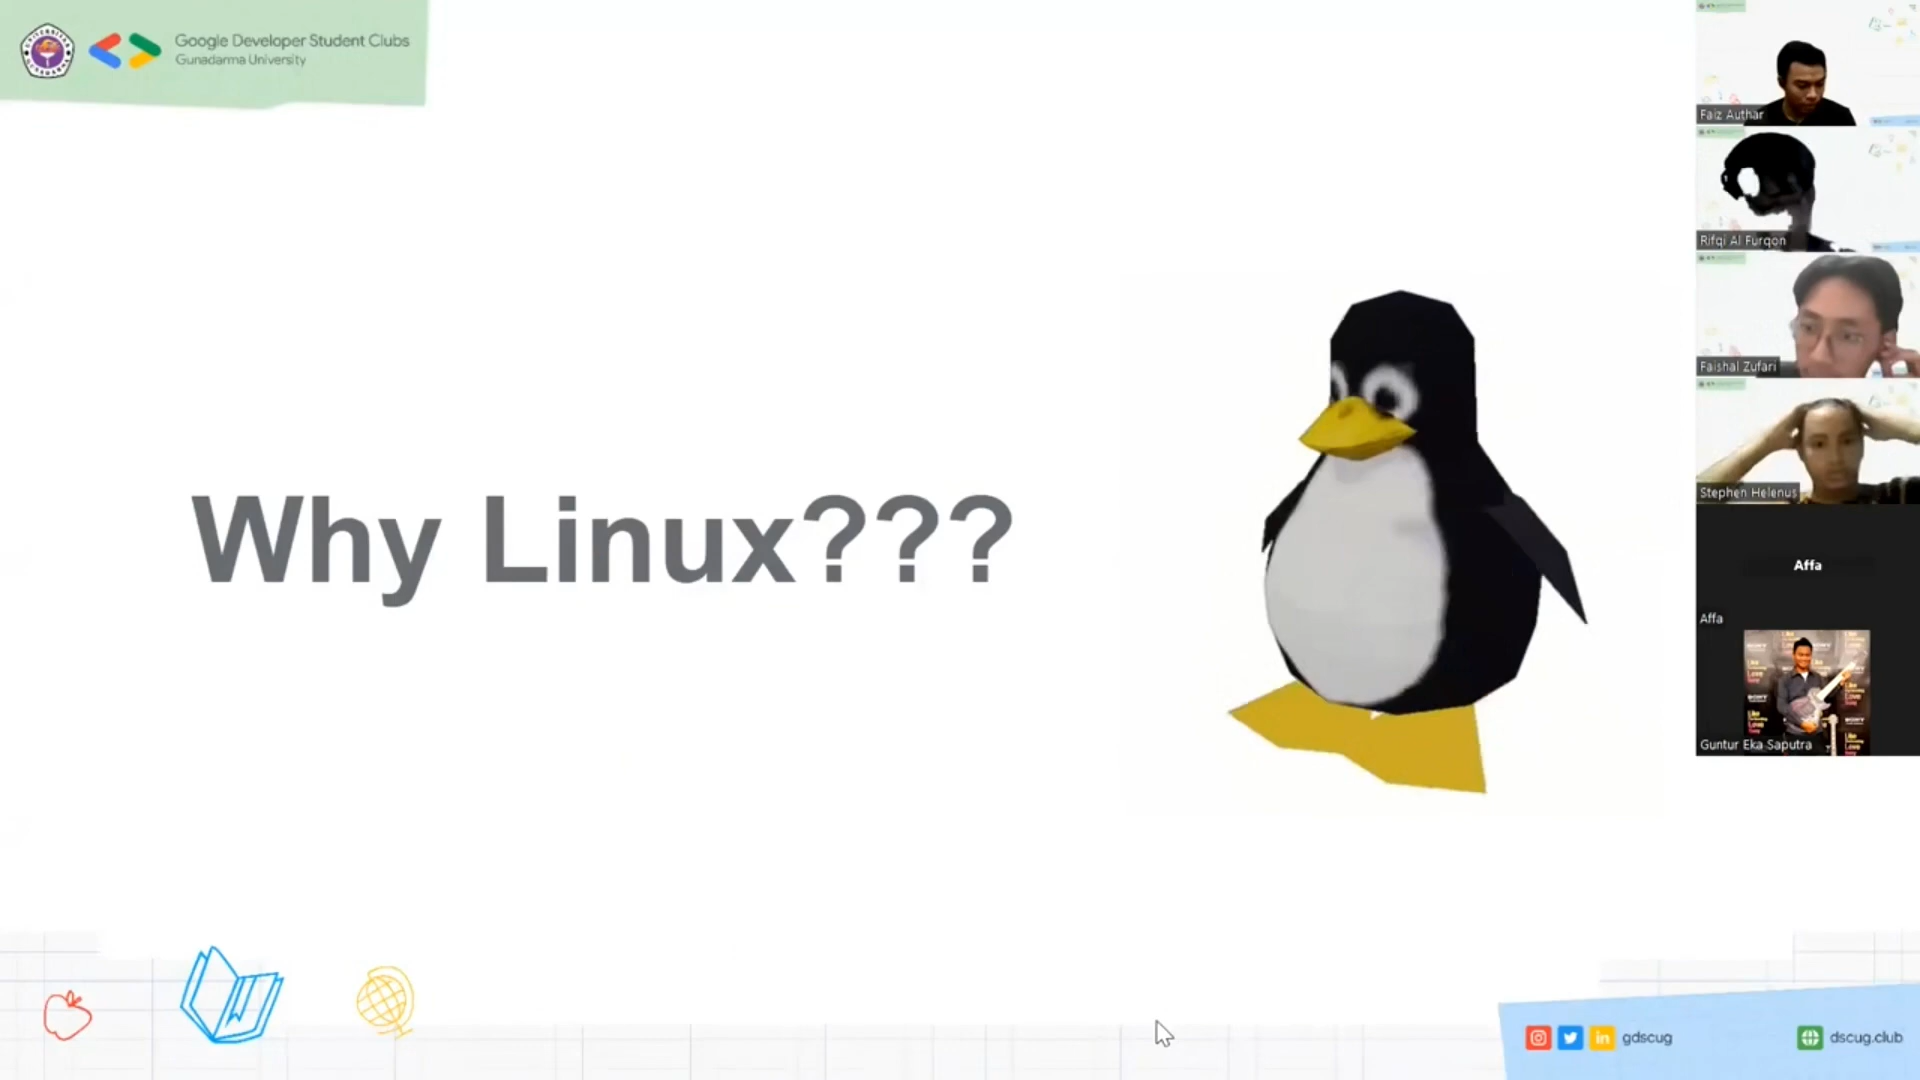 Google Developer Student Clubs
Gunadarma University
Why Linux???
Faiz Authar
Rifqi Al Furqon
Faishal Zufari
Stephen Helenus
Affa
Affa
Guntur Eka Saputra
gdscug
dscug.club